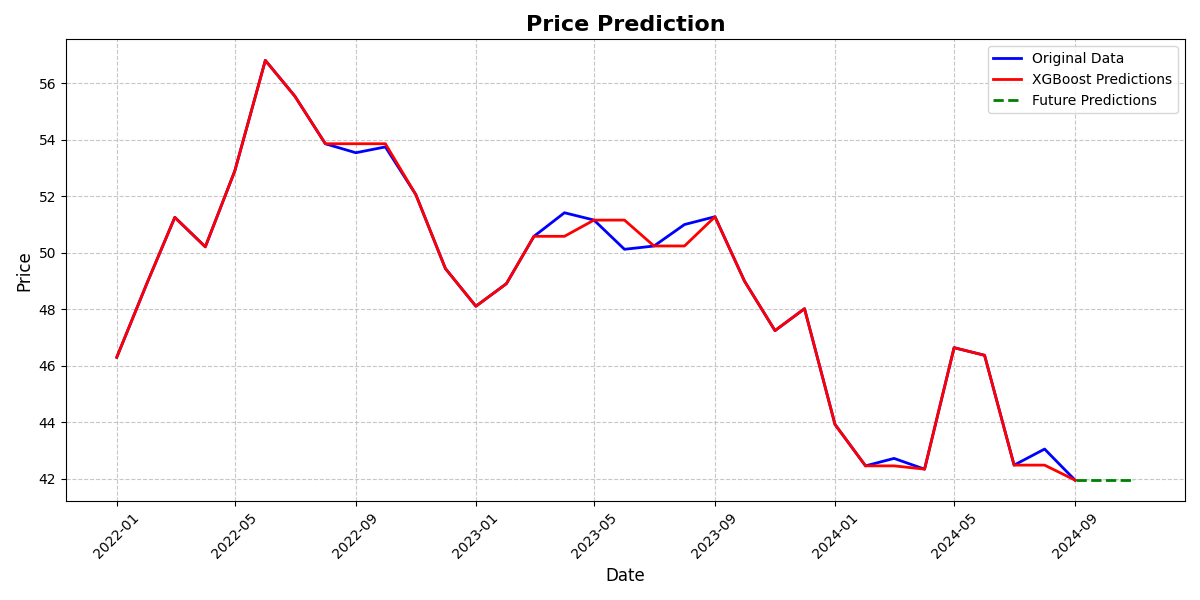 Price Prediction
Original Data
XGBoost Predictions
Future Predictions
Price
56
54
52
50
48
46
44
42
2022-01
2022-05
2022-09
2023-01
2023-05
2023-09
2024-01
2024-05
2024-09
Date